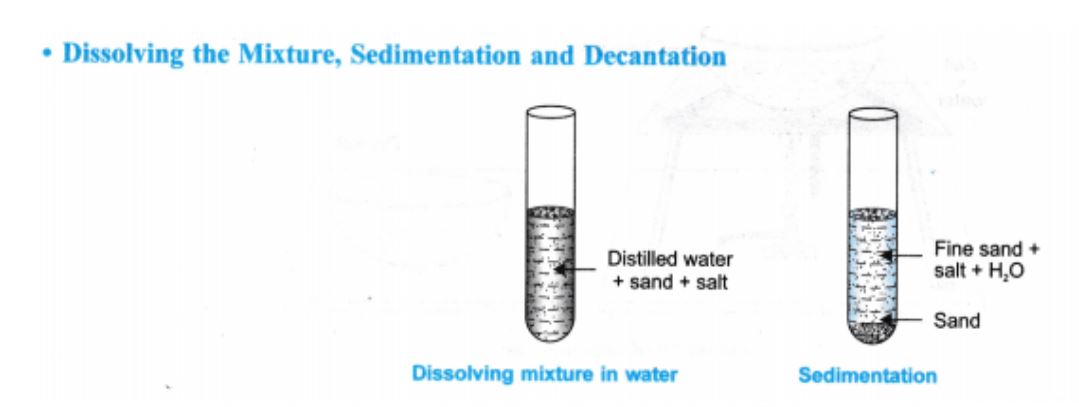 • Dissolving the Mixture, Sedimentation and Decantation
Distilled water
+ sand + salt
Dissolving mixture in water
Fine sand +
salt + H₂O
Sand
Sedimentation